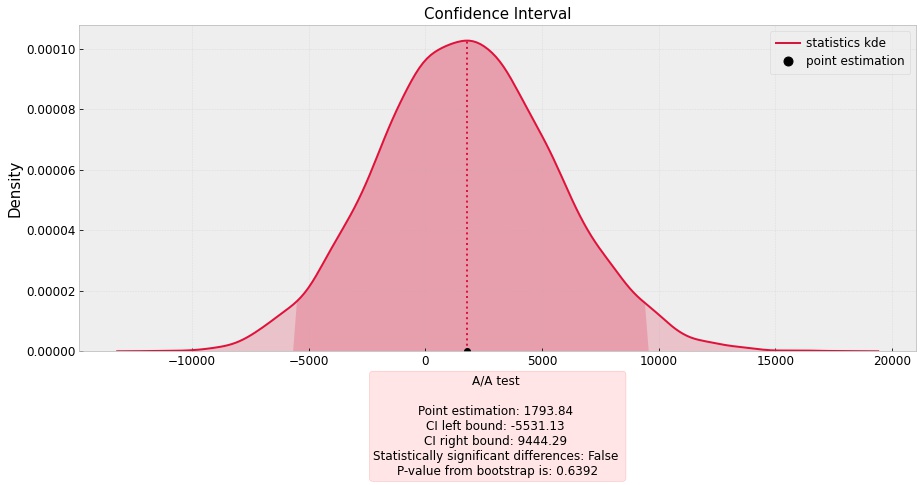 Confidence Interval
statistics kde
point estimation
Density
0.00010
0.00008
0.00006
0.00004
0.00002
0.00000
−10000
−5000
0
5000
10000
15000
20000
A/A test
Point estimation: 1793.84
CI left bound: -5531.13
CI right bound: 9444.29
Statistically significant differences: False
P-value from bootstrap is: 0.6392